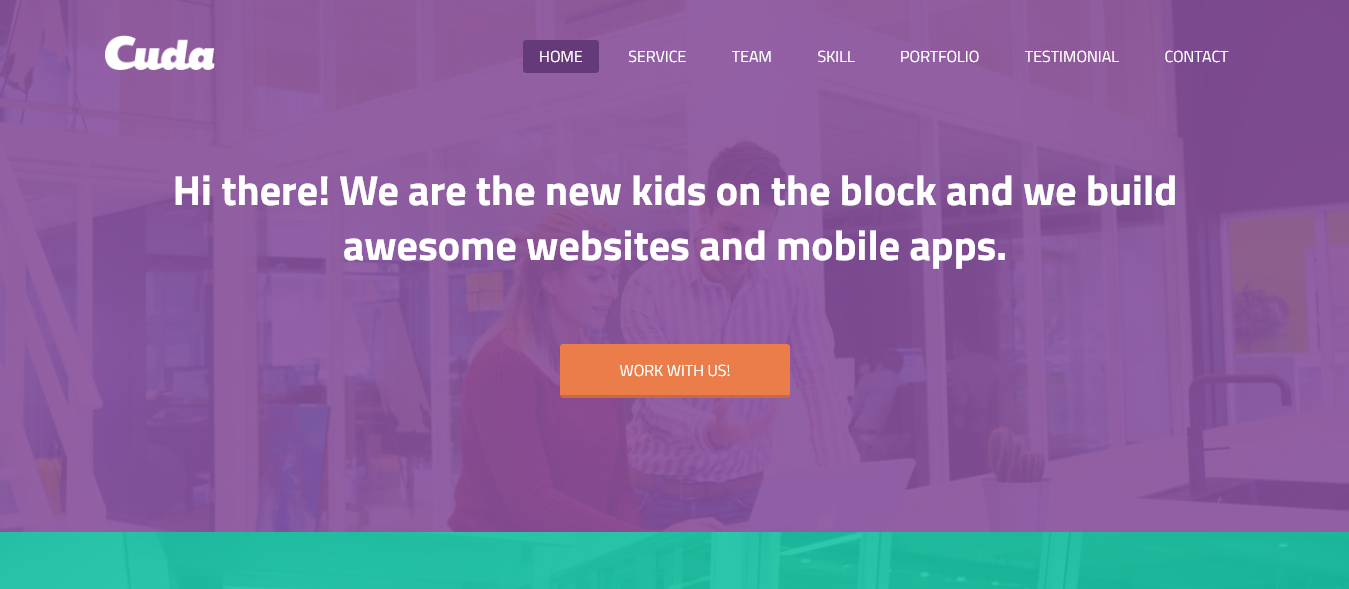 Cuda
HOME SERVICE TEAM SKILL PORTFOLIO TESTIMONIAL CONTACT
Hi there! We are the new kids on the block and we build
awesome websites and mobile apps.
WORK WITH US!